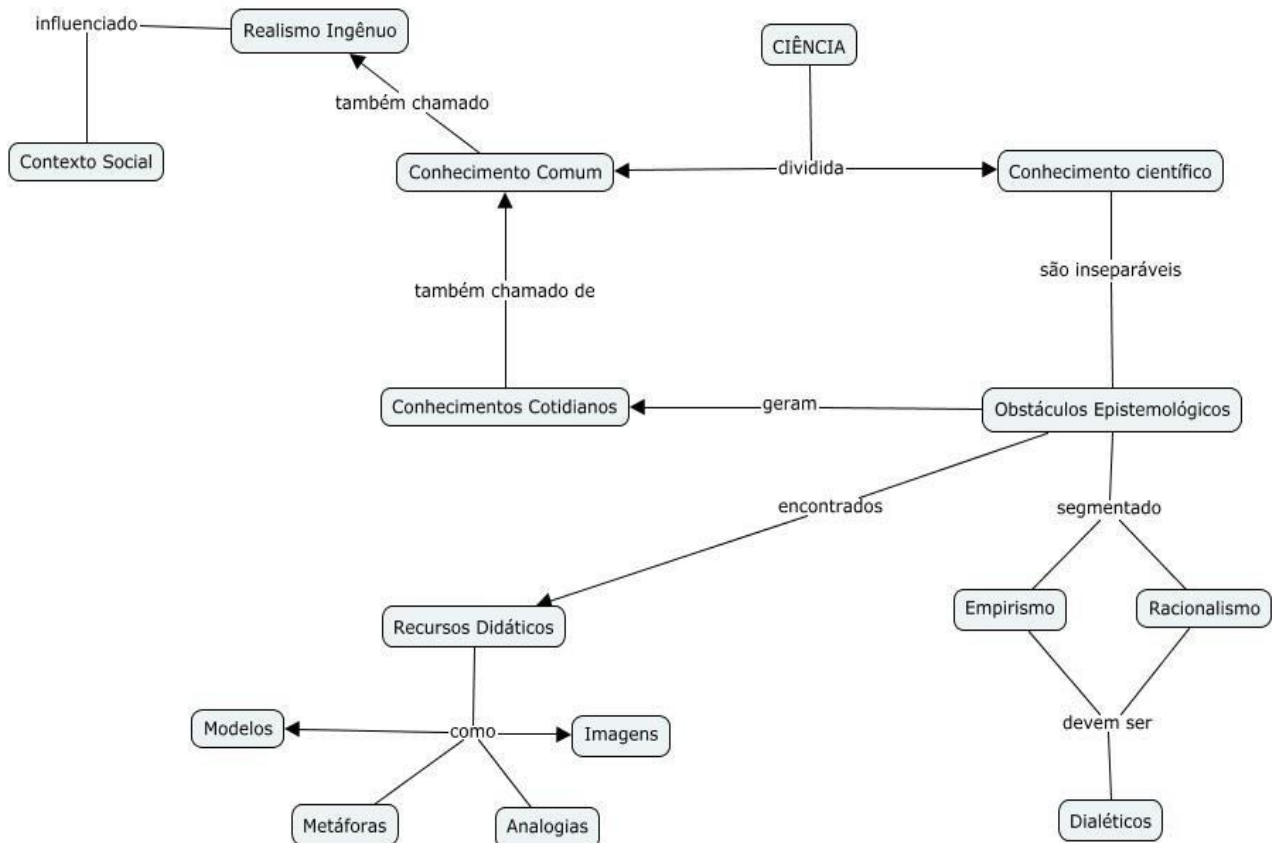 influenciado
Realismo Ingênuo
CIÊNCIA
também chamado
Contexto Social
Conhecimento Comum
dividida
Conhecimento científico
são inseparáveis
também chamado de
Conhecimentos Cotidianos
geram
Obstáculos Epistemológicos
encontrados
segmentado
Empirismo
Racionalismo
Recursos Didáticos
Modelos
como
Imagens
devem ser
Metáforas
Analogias
Dialéticos